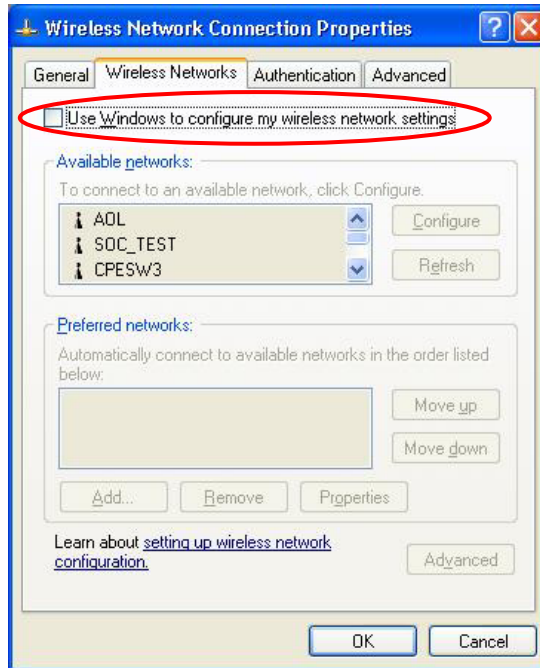 Wireless Network Connection Properties
General Wireless Networks Authentication Advanced
Use Windows to configure my wireless network settings
Available networks:
To connect to an available network, click Configure.
AOL
SOC_TEST
CPESW3
Configure
Refresh
Preferred networks:
Automatically connect to available networks in the order listed
below:
Move up
Move down
Add... Remove Properties
Learn about setting up wireless network
configuration.
Advanced
OK Cancel